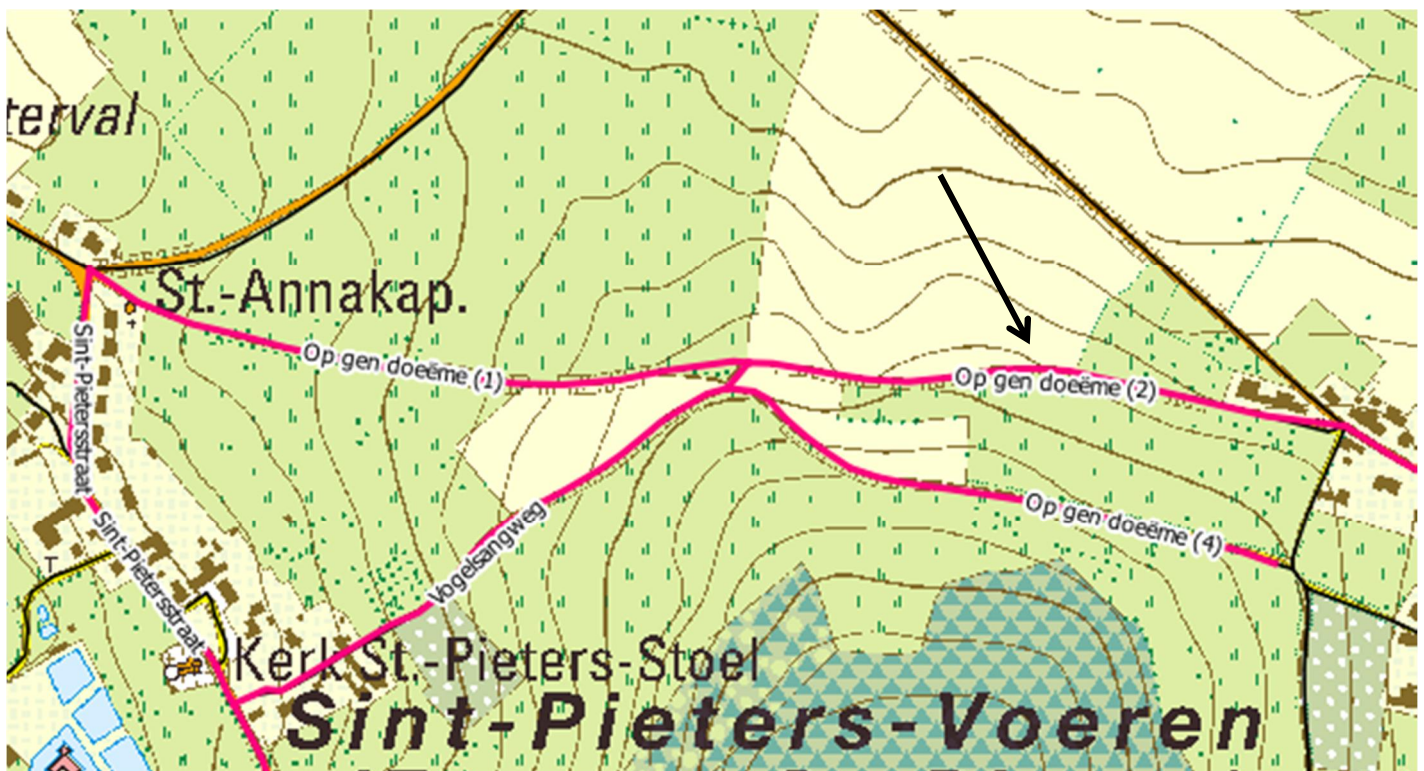 terval
St.-Annakap.
Op gen doeëme (1)
Op gen doeëme (2)
Sint-Pietersstraat
Vogelsangweg
Op gen doeëme (4)
Sint-Pietersstraat
T
Kerk St.-Pieters-Stoel
Sint-Pieters-Voeren